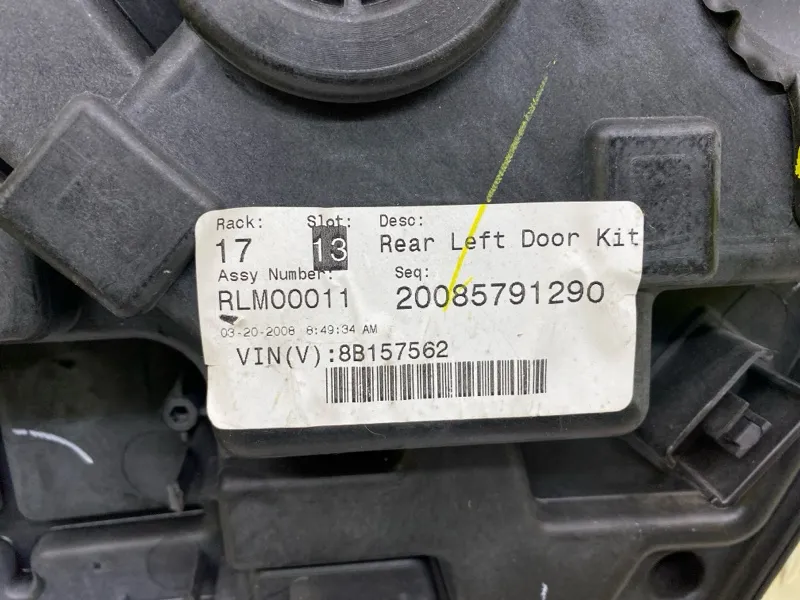 Rack: Slot: Desc:
17 13 Rear Left Door Kit
Assy Number: Seq:
RLM00011 20085791290
03-20-2008 8:49:34 AM
VIN(V):8B157562